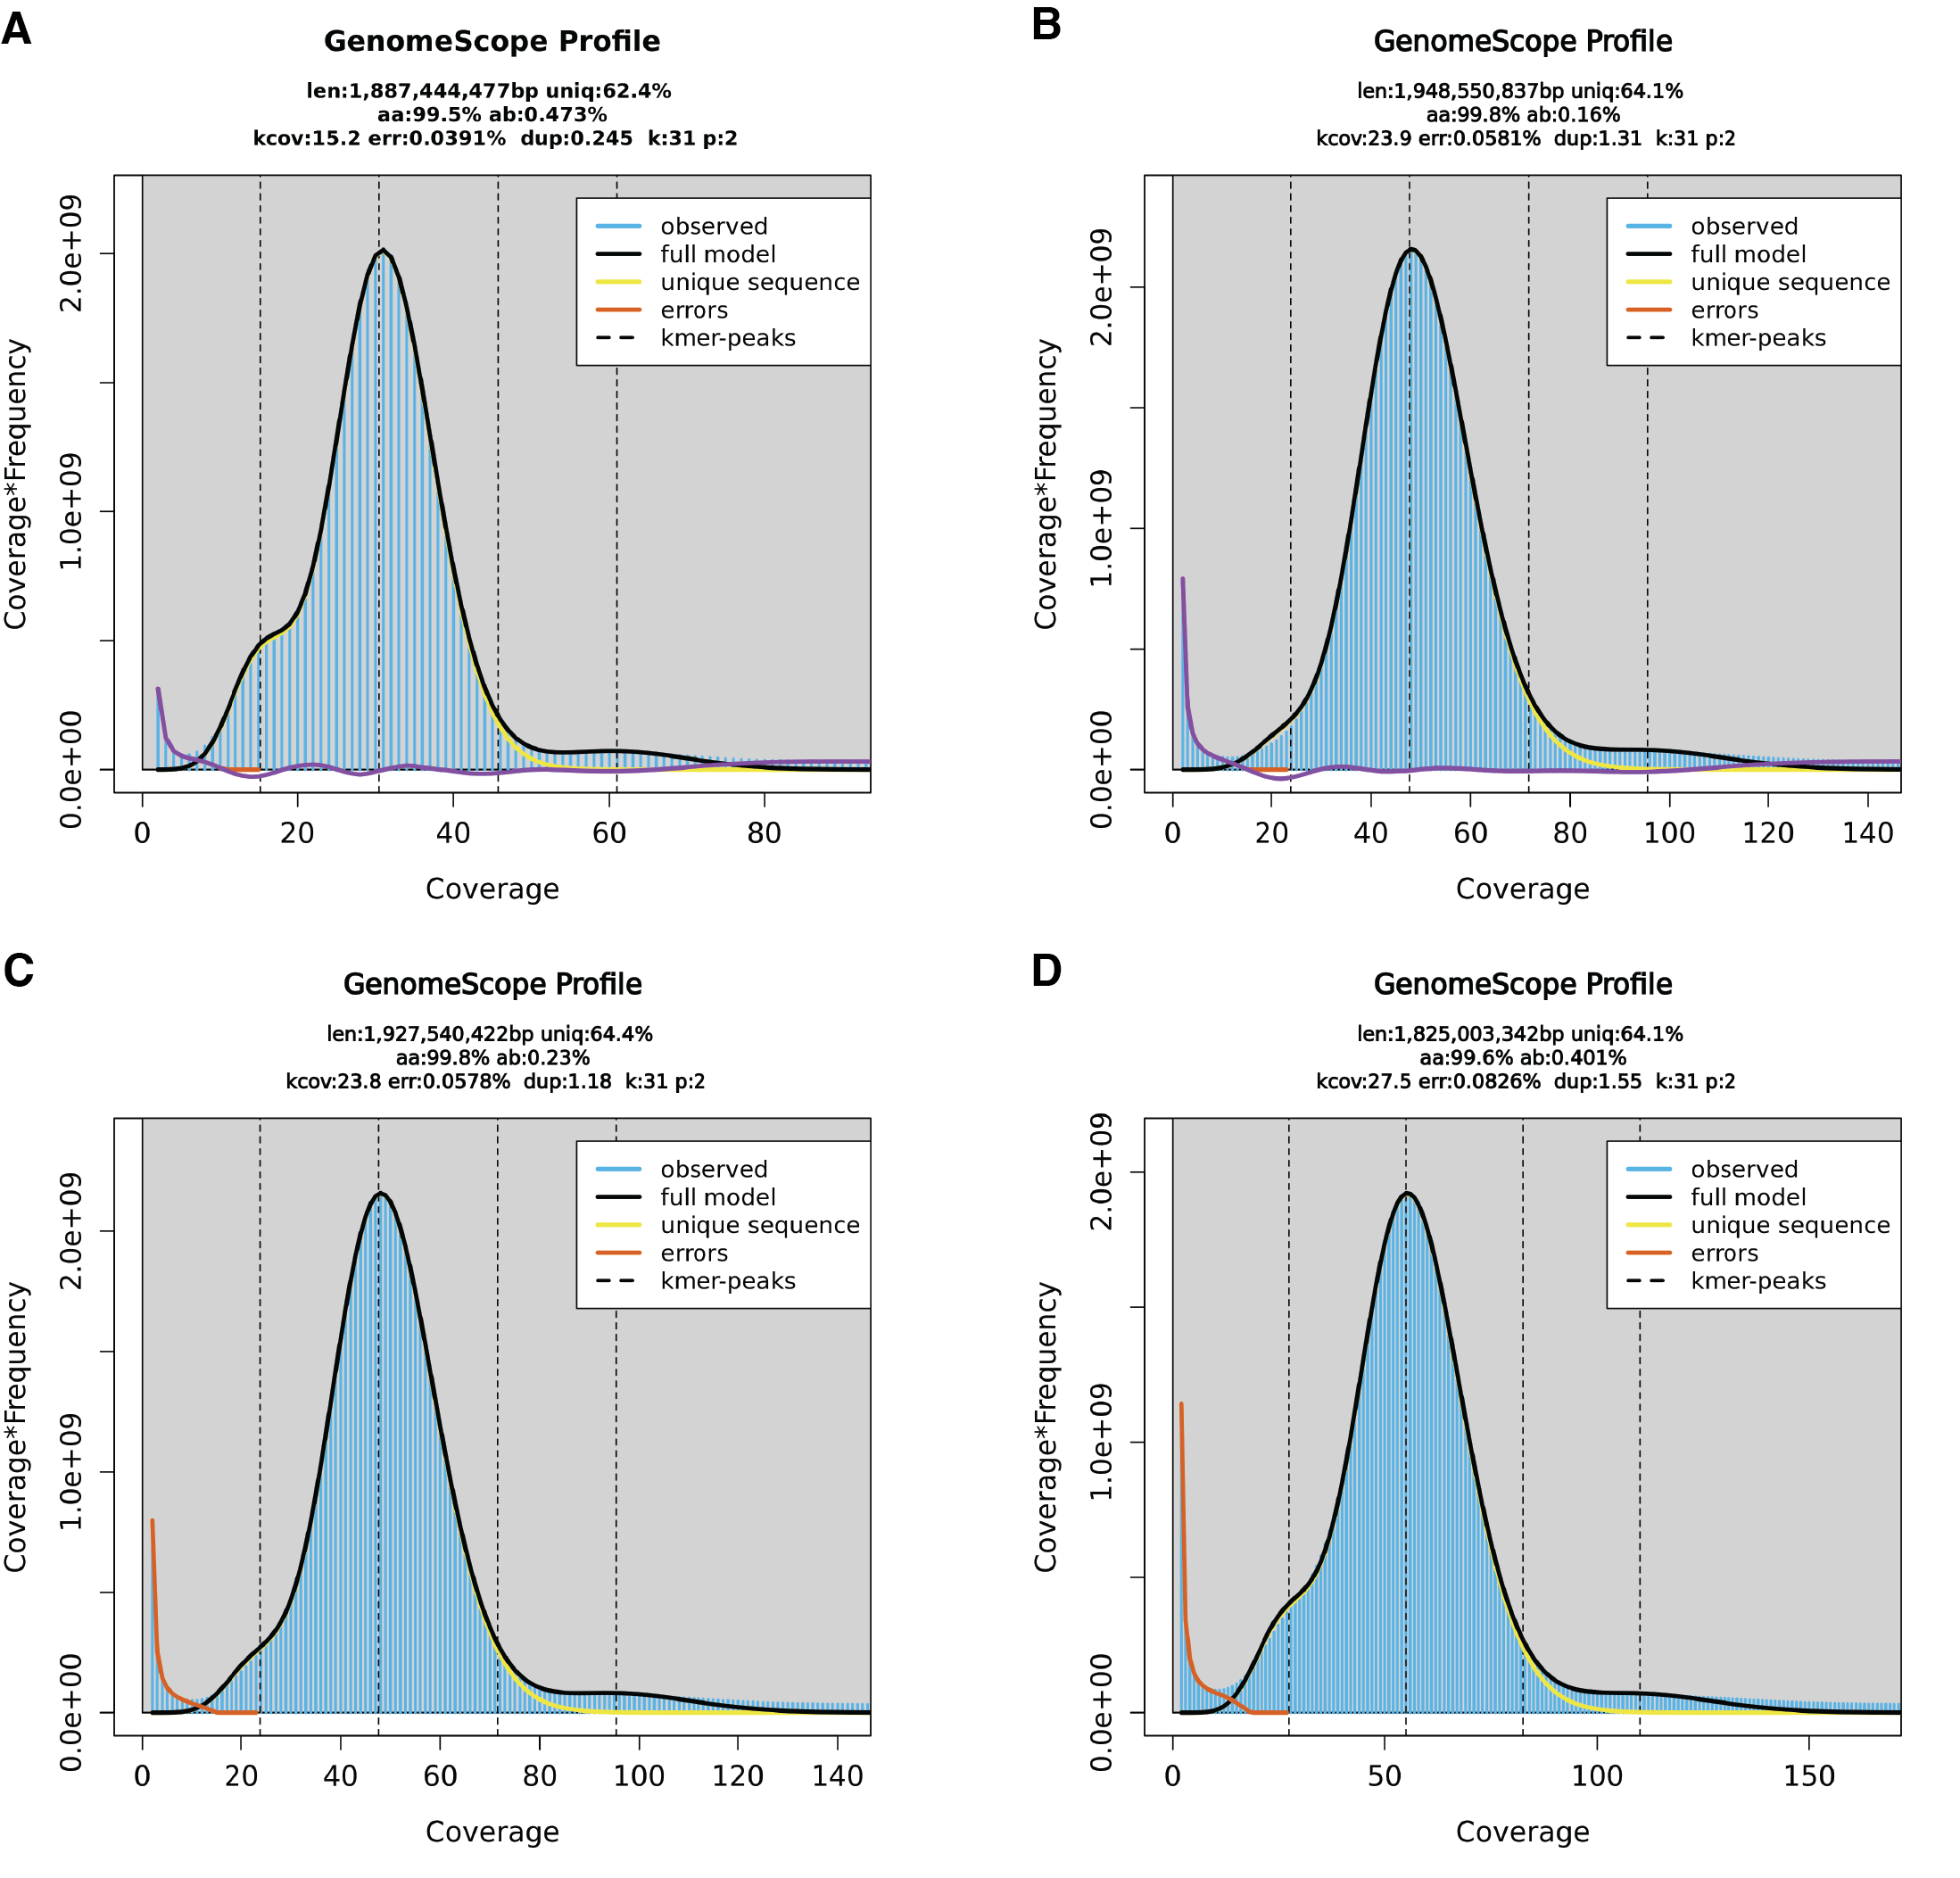 A
GenomeScope Profile
len:1,887,444,477bp uniq:62.4%
aa:99.5% ab:0.473%
kcov:15.2 err:0.0391%  dup:0.245  k:31 p:2
observed
full model
unique sequence
errors
kmer-peaks
Coverage*Frequency
0.0e+00 1.0e+09 2.0e+09
0 20 40 60 80
Coverage
B
GenomeScope Profile
len:1,948,550,837bp uniq:64.1%
aa:99.8% ab:0.16%
kcov:23.9 err:0.0581%  dup:1.31  k:31 p:2
observed
full model
unique sequence
errors
kmer-peaks
Coverage*Frequency
0.0e+00 1.0e+09 2.0e+09
0 20 40 60 80 100 120 140
Coverage
C
GenomeScope Profile
len:1,927,540,422bp uniq:64.4%
aa:99.8% ab:0.23%
kcov:23.8 err:0.0578%  dup:1.18  k:31 p:2
observed
full model
unique sequence
errors
kmer-peaks
Coverage*Frequency
0.0e+00 1.0e+09 2.0e+09
0 20 40 60 80 100 120 140
Coverage
D
GenomeScope Profile
len:1,825,003,342bp uniq:64.1%
aa:99.6% ab:0.401%
kcov:27.5 err:0.0826%  dup:1.55  k:31 p:2
observed
full model
unique sequence
errors
kmer-peaks
Coverage*Frequency
0.0e+00 1.0e+09 2.0e+09
0 50 100 150
Coverage